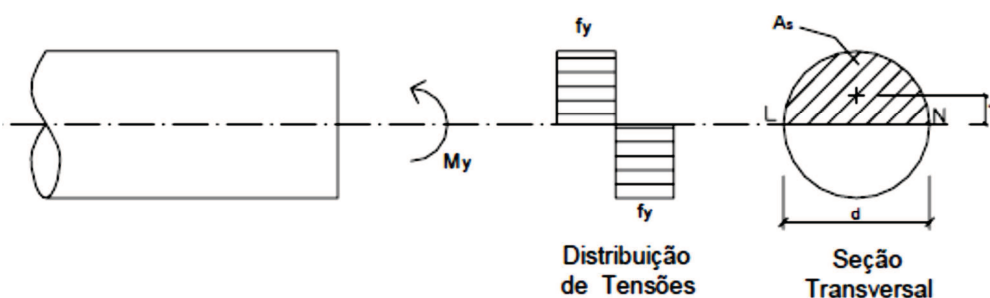 fy
My
fy
Distribuição
de Tensões
As
L N
d
Seção
Transversal